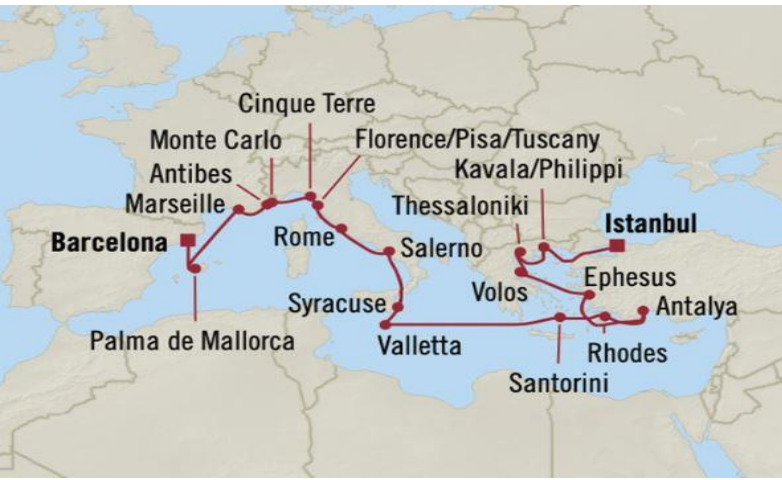 Cinque Terre
Monte Carlo
Florence/Pisa/Tuscany
Antibes
Kavala/Philippi
Marseille
Thessaloniki
Istanbul
Barcelona
Rome
Salerno
Ephesus
Volos
Syracuse
Antalya
Palma de Mallorca
Valletta
Rhodes
Santorini